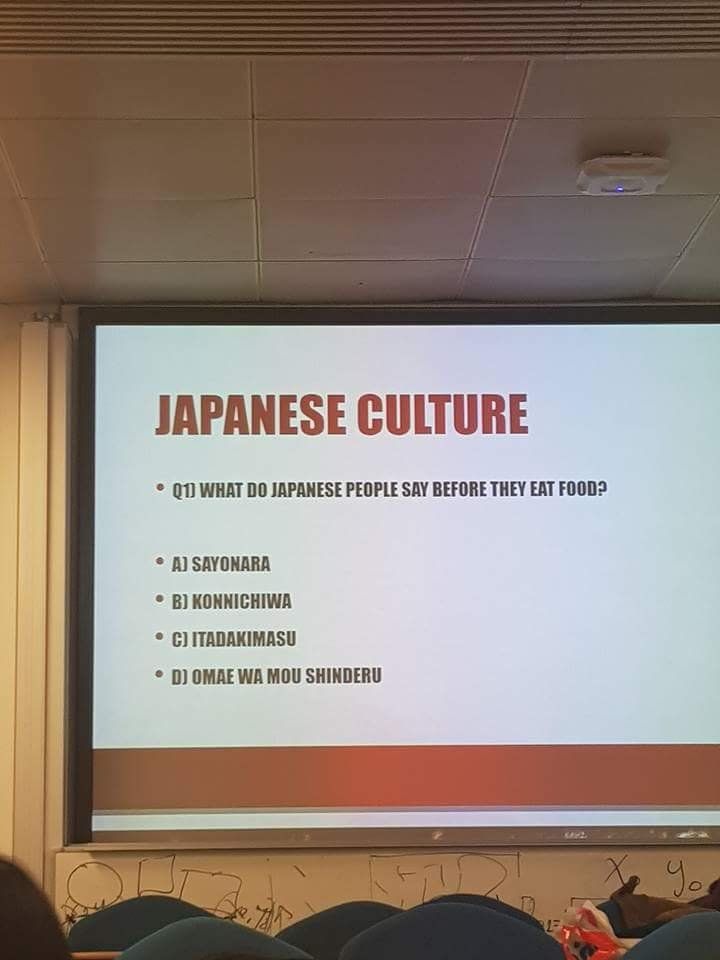 JAPANESE CULTURE
• Q1) WHAT DO JAPANESE PEOPLE SAY BEFORE THEY EAT FOOD?
• A) SAYONARA
• B) KONNICHIWA
• C) ITADAKIMASU
• D) OMAE WA MOU SHINDERU
X Yo